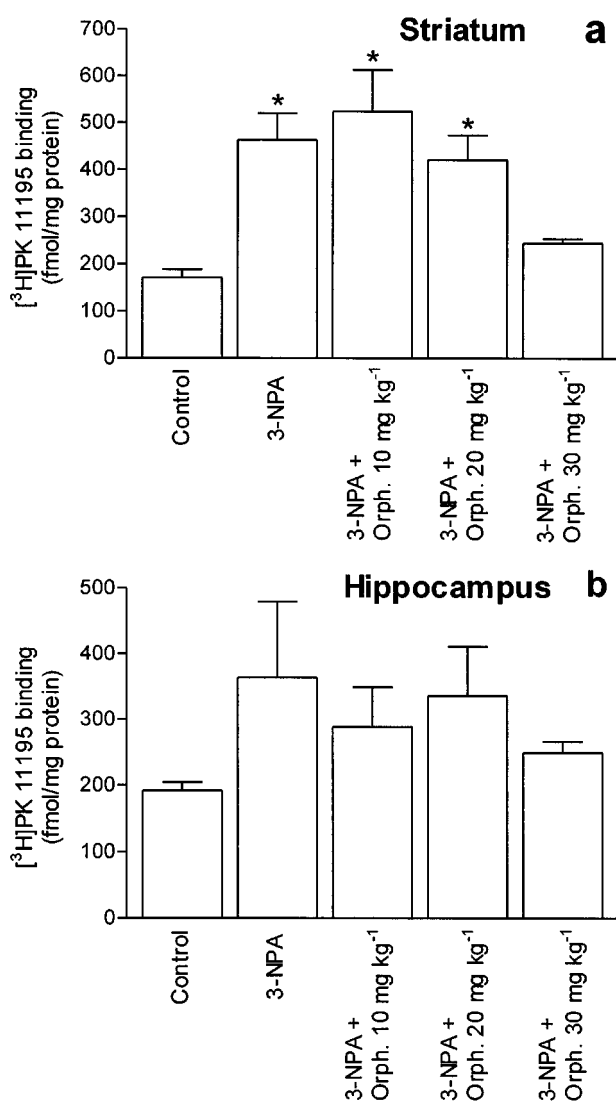 Striatum a
[³H]PK 11195 binding
(fmol/mg protein)
700
600
500
400
300
200
100
0
*
*
*
Control
3-NPA
3-NPA +
Orph. 10 mg kg⁻¹
3-NPA +
Orph. 20 mg kg⁻¹
3-NPA +
Orph. 30 mg kg⁻¹
Hippocampus b
[³H]PK 11195 binding
(fmol/mg protein)
500
400
300
200
100
0
Control
3-NPA
3-NPA +
Orph. 10 mg kg⁻¹
3-NPA +
Orph. 20 mg kg⁻¹
3-NPA +
Orph. 30 mg kg⁻¹